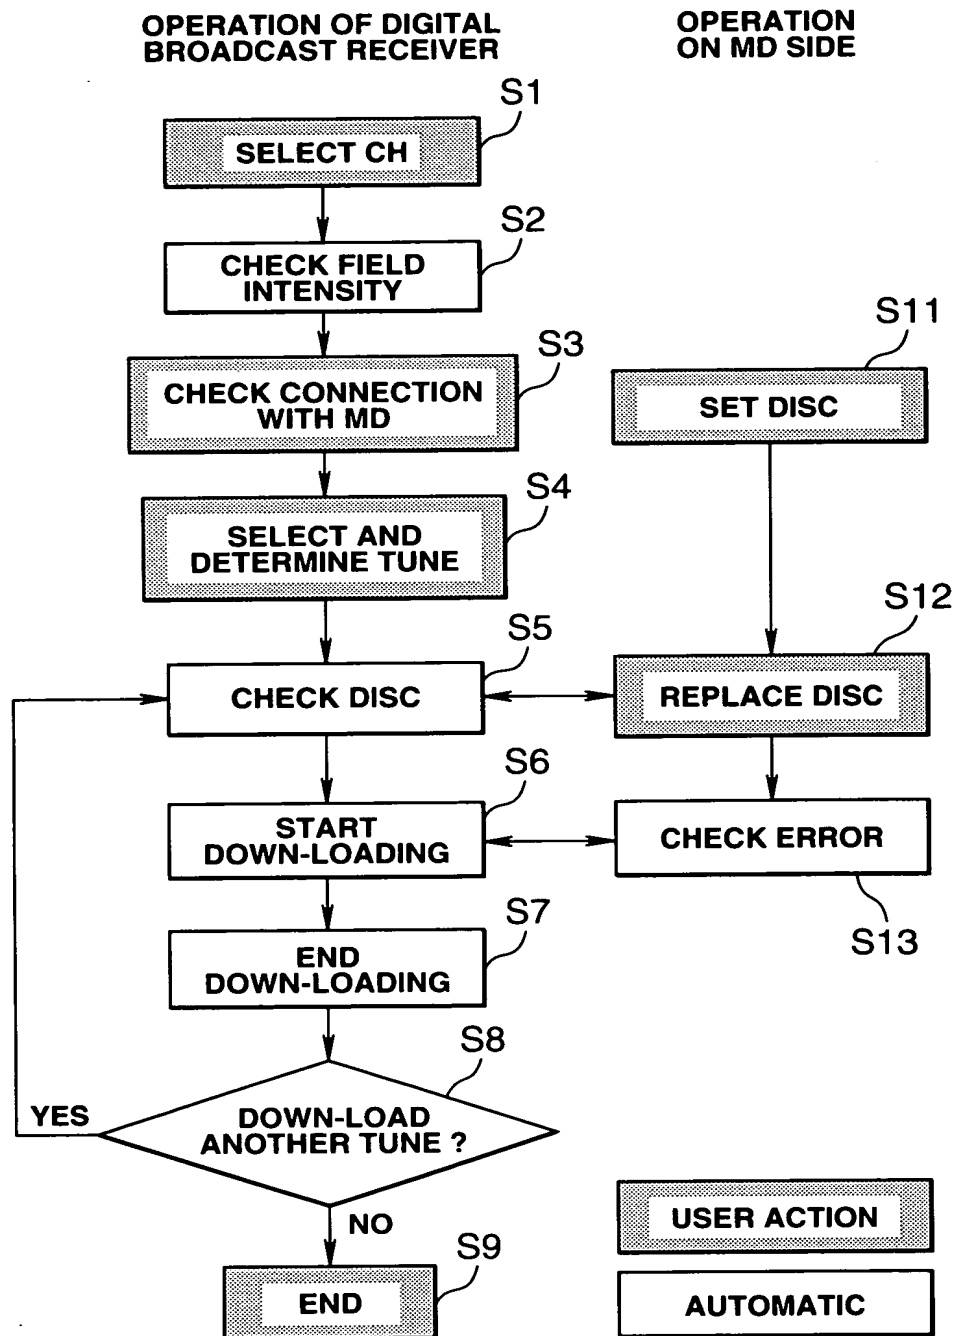 OPERATION OF DIGITAL
BROADCAST RECEIVER
OPERATION
ON MD SIDE
S1
SELECT CH
S2
CHECK FIELD
INTENSITY
S3
CHECK CONNECTION
WITH MD
S11
SET DISC
S4
SELECT AND
DETERMINE TUNE
S5
CHECK DISC
S12
REPLACE DISC
S6
START
DOWN-LOADING
CHECK ERROR
S13
S7
END
DOWN-LOADING
S8
DOWN-LOAD
ANOTHER TUNE ?
YES
NO
S9
END
USER ACTION
AUTOMATIC